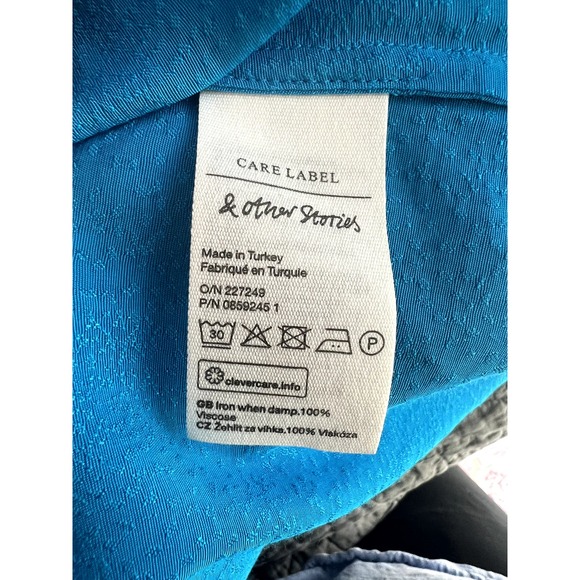 CARE LABEL
& other Stories
Made in Turkey
Fabriqué en Turquie
O/N 227249
P/N 0859245 1
30
P
clevercare.info
GB Iron when damp.100%
Viscose
CZ Žehlit za vlhka.100% Viskóza